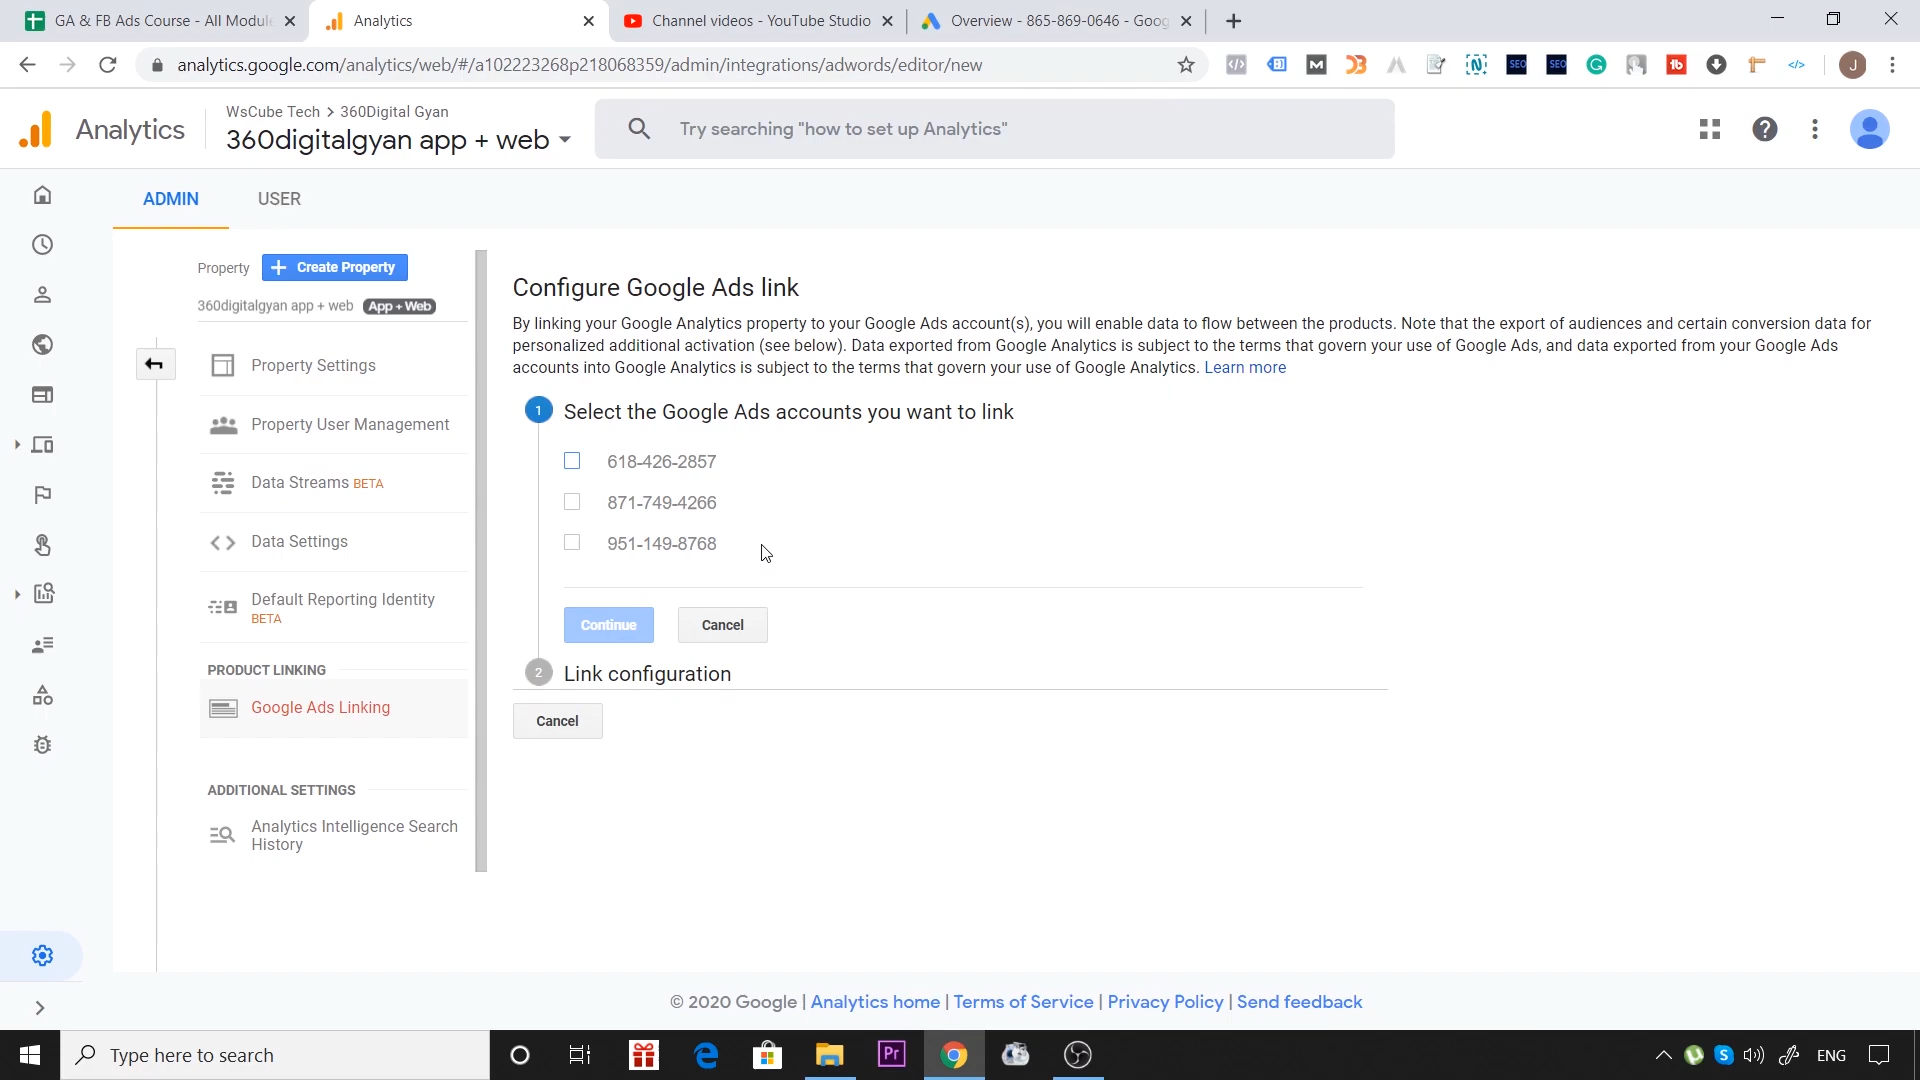 GA & FB Ads Course - All Module
Analytics
Channel videos - YouTube Studio
Overview - 865-869-0646 - Goog
analytics.google.com/analytics/web/#/a102223268p218068359/admin/integrations/adwords/editor/new
J
Analytics
WsCube Tech > 360Digital Gyan
360digitalgyan app + web
Try searching "how to set up Analytics"
ADMIN
USER
Property
Create Property
360digitalgyan app + web App + Web
Property Settings
Property User Management
Data Streams BETA
Data Settings
Default Reporting Identity
BETA
PRODUCT LINKING
Google Ads Linking
ADDITIONAL SETTINGS
Analytics Intelligence Search
History
Configure Google Ads link
By linking your Google Analytics property to your Google Ads account(s), you will enable data to flow between the products. Note that the export of audiences and certain conversion data for
personalized additional activation (see below). Data exported from Google Analytics is subject to the terms that govern your use of Google Ads, and data exported from your Google Ads
accounts into Google Analytics is subject to the terms that govern your use of Google Analytics. Learn more
1 Select the Google Ads accounts you want to link
618-426-2857
871-749-4266
951-149-8768
Continue
Cancel
2 Link configuration
Cancel
© 2020 Google | Analytics home | Terms of Service | Privacy Policy | Send feedback
Type here to search
Pr
S
ENG